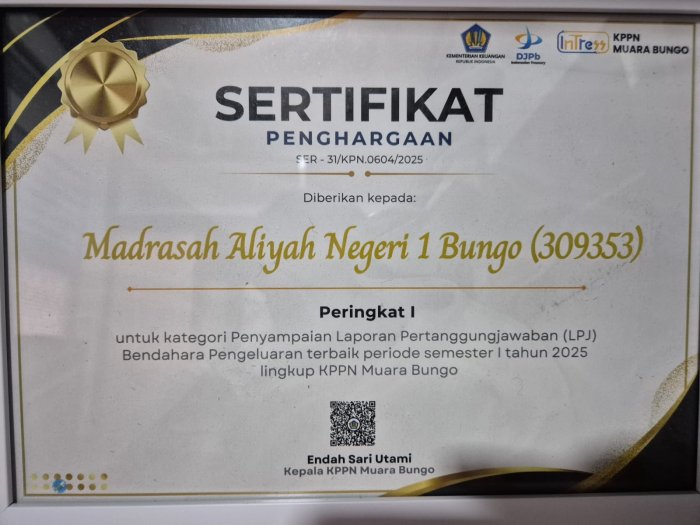 KEMENTERIAN KEUANGAN
REPUBLIK INDONESIA
DJPb
Indonesian Treasury
InTress
KPPN
MUARA BUNGO
SERTIFIKAT
PENGHARGAAN
SER - 31/KPN.0604/2025
Diberikan kepada:
Madrasah Aliyah Negeri 1 Bungo (309353)
Peringkat I
untuk kategori Penyampaian Laporan Pertanggungjawaban (LPJ)
Bendahara Pengeluaran terbaik periode semester I tahun 2025
lingkup KPPN Muara Bungo
Endah Sari Utami
Kepala KPPN Muara Bungo